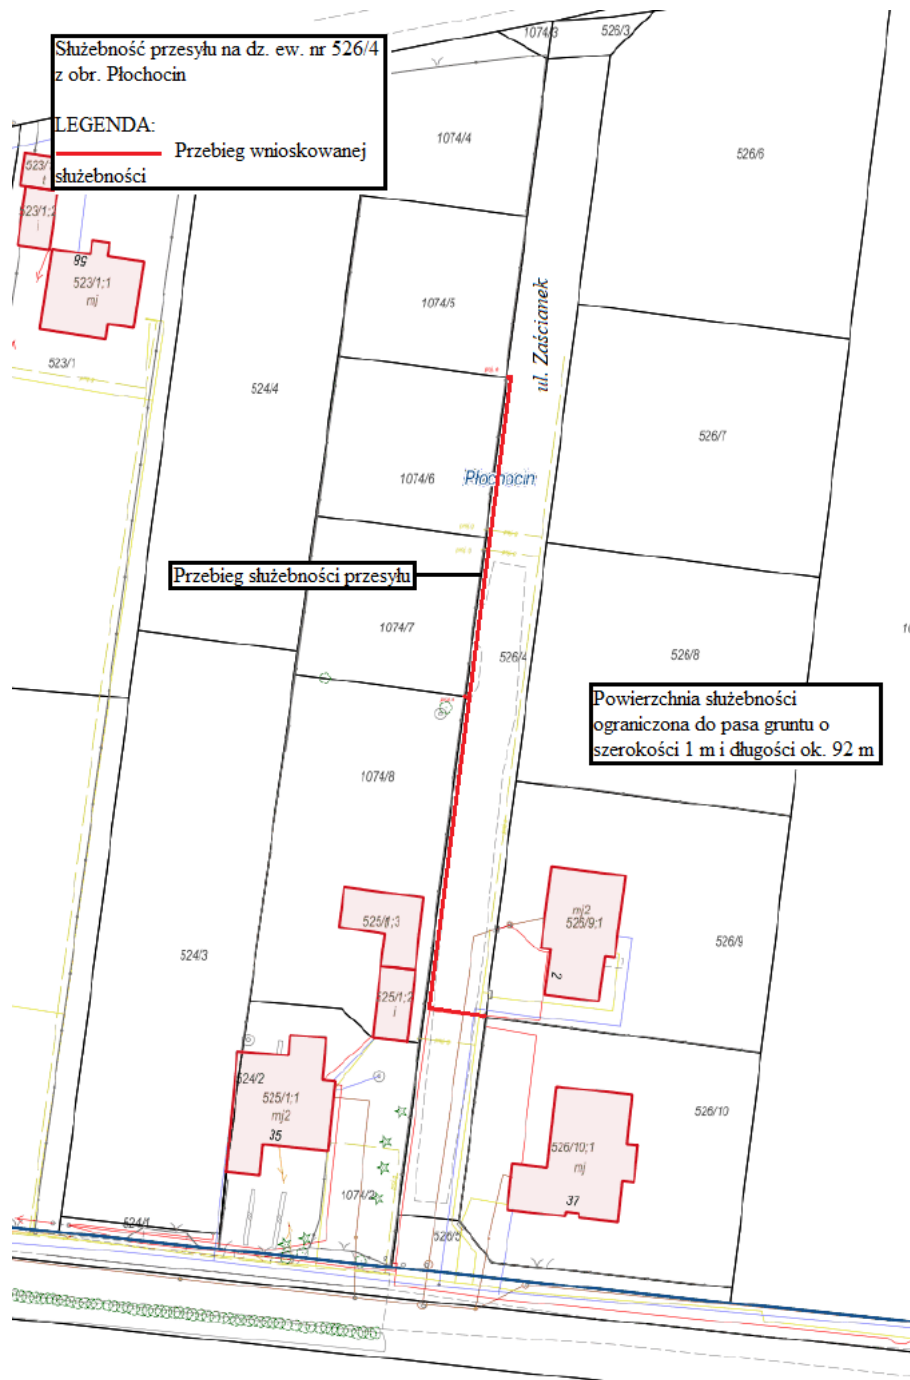 Służebność przesyłu na dz. ew. nr 526/4
z obr. Płochocin
LEGENDA:
Przebieg wnioskowanej
służebności
1074/3
526/3
1074/4
526/6
523/1;2
i
58
523/1;1
mj
523/1
1074/5
ul. Zaścianek
524/4
526/7
1074/6
Płochocin
Przebieg służebności przesyłu
1074/7
526/4
526/8
Powierzchnia służebności
ograniczona do pasa gruntu o
szerokości 1 m i długości ok. 92 m
1074/8
525/1;3
mj2
526/9;1
2
526/9
524/3
525/1;2
i
524/2
525/1;1
mj2
35
526/10
526/10;1
mj
37
1074/2
524/1
526/5